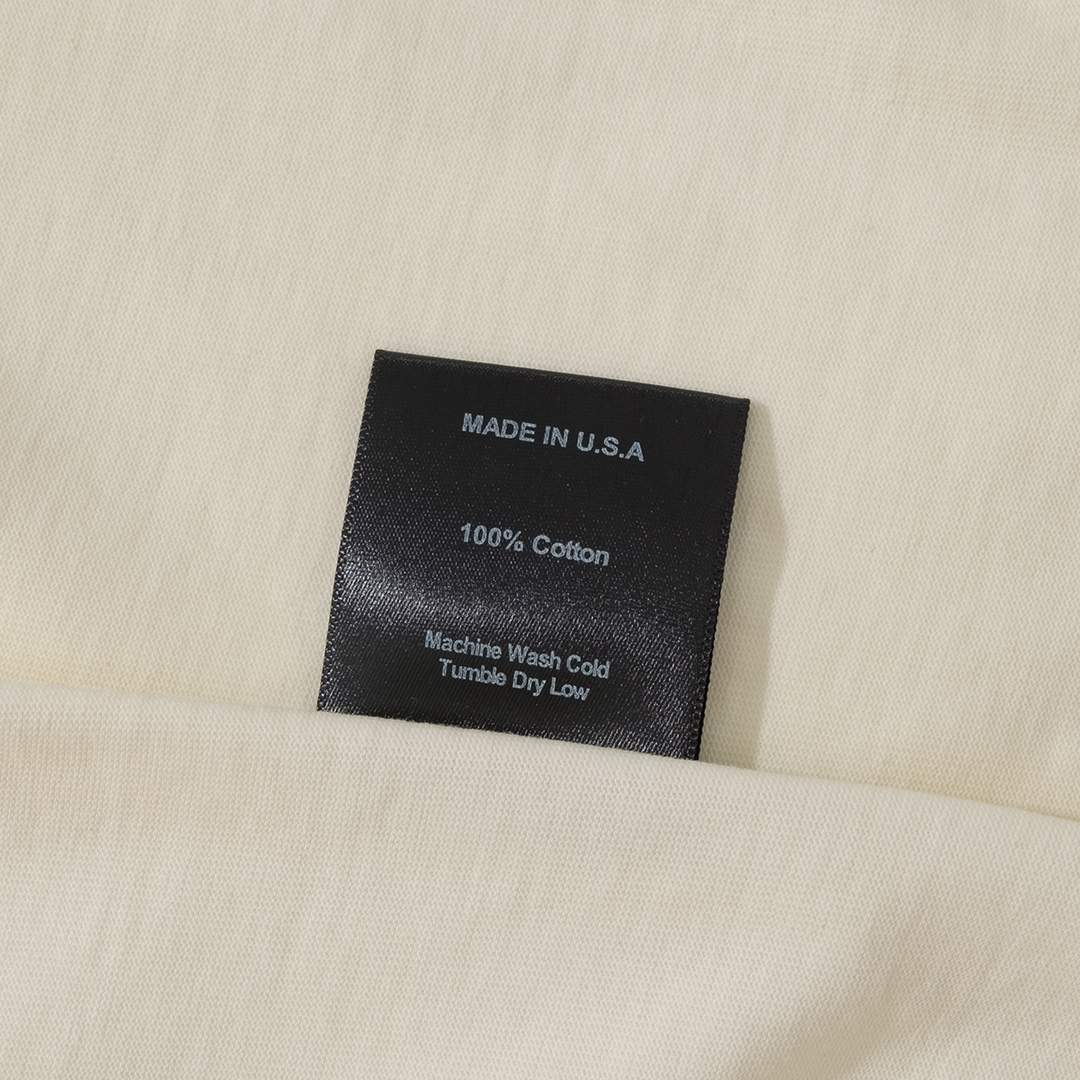 MADE IN U.S.A
100% Cotton
Machine Wash Cold
Tumble Dry Low